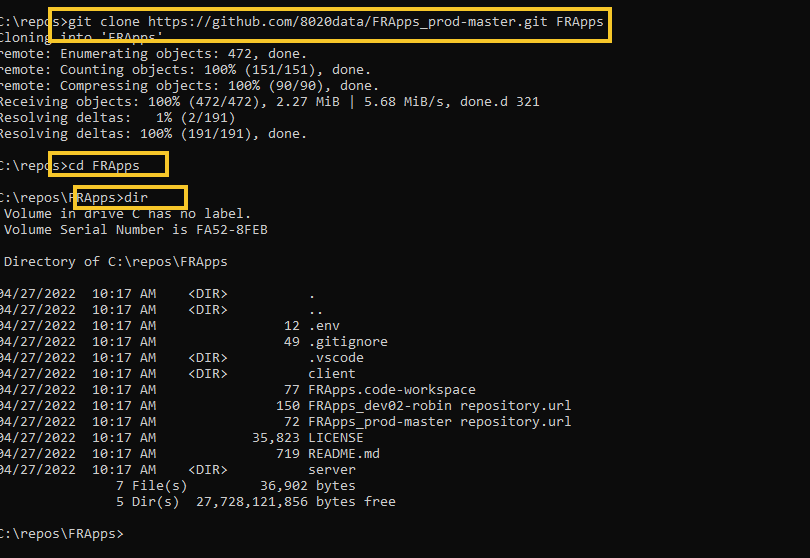 C:\repos>git clone https://github.com/8020data/FRApps_prod-master.git FRApps
Cloning into 'FRApps'...
remote: Enumerating objects: 472, done.
remote: Counting objects: 100% (151/151), done.
remote: Compressing objects: 100% (90/90), done.
Receiving objects: 100% (472/472), 2.27 MiB | 5.68 MiB/s, done.d 321
Resolving deltas:   1% (2/191)
Resolving deltas: 100% (191/191), done.
C:\repos>cd FRApps
C:\repos\FRApps>dir
 Volume in drive C has no label.
 Volume Serial Number is FA52-8FEB
 Directory of C:\repos\FRApps
04/27/2022  10:17 AM    <DIR>          .
04/27/2022  10:17 AM    <DIR>          ..
04/27/2022  10:17 AM                12 .env
04/27/2022  10:17 AM                49 .gitignore
04/27/2022  10:17 AM    <DIR>          .vscode
04/27/2022  10:17 AM    <DIR>          client
04/27/2022  10:17 AM                77 FRApps.code-workspace
04/27/2022  10:17 AM               150 FRApps_dev02-robin repository.url
04/27/2022  10:17 AM                72 FRApps_prod-master repository.url
04/27/2022  10:17 AM            35,823 LICENSE
04/27/2022  10:17 AM               719 README.md
04/27/2022  10:17 AM    <DIR>          server
               7 File(s)         36,902 bytes
               5 Dir(s)  27,728,121,856 bytes free
C:\repos\FRApps>